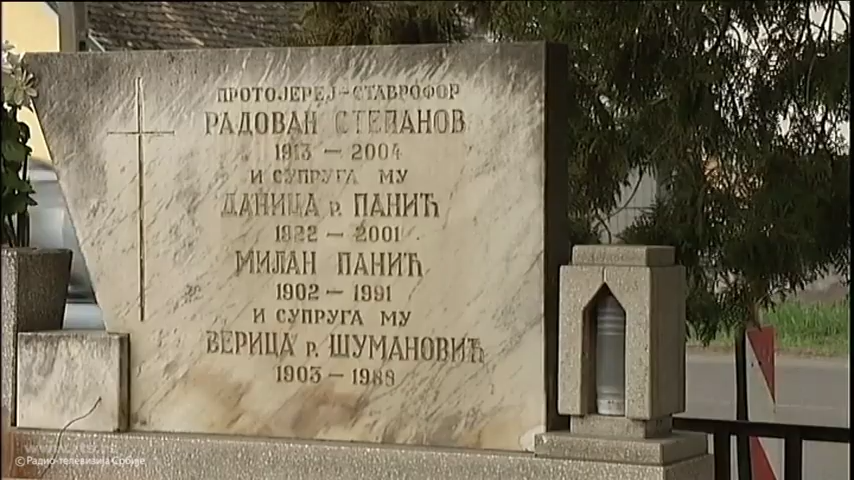 ПРОТОЈЕРЕЈ-СТАВРОФОР
РАДОВАН СТЕПАНОВ
1913 – 2004
И СУПРУГА МУ
ДАНИЦА Р. ПАНИЋ
1922 – 2001
МИЛАН ПАНИЋ
1902 – 1991
И СУПРУГА МУ
ВЕРИЦА Р. ШУМАНОВИЋ
1903 – 1988
©Радио-телевизија Србије